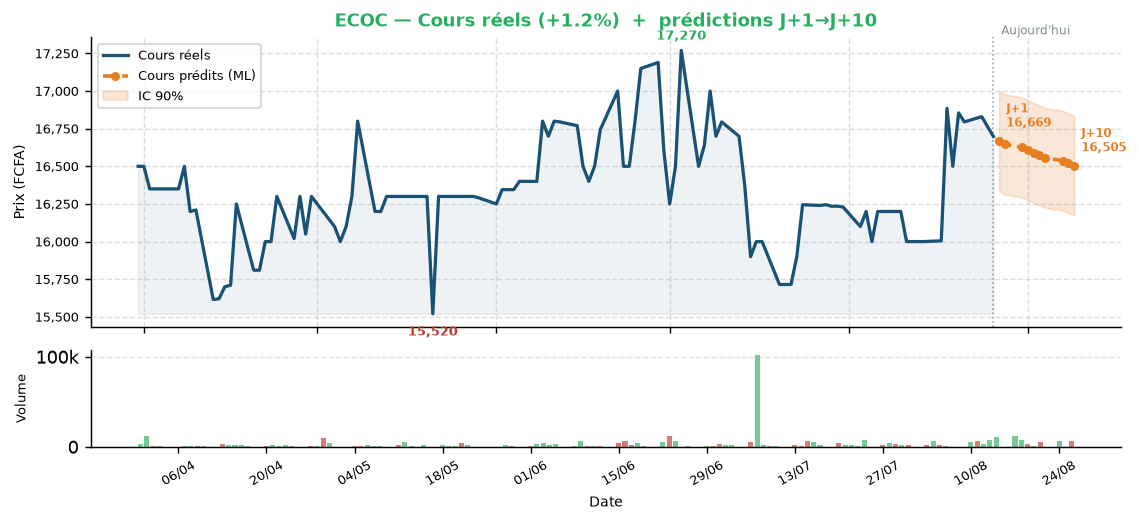 ECOC — Cours réels (+1.2%)  +  prédictions J+1→J+10
17,270
Aujourd'hui
Cours réels
Cours prédits (ML)
IC 90%
J+1
16,669
J+10
16,505
15,520
Prix (FCFA)
17,250
17,000
16,750
16,500
16,250
16,000
15,750
15,500
Volume
100k
0
06/04
20/04
04/05
18/05
01/06
15/06
29/06
13/07
27/07
10/08
24/08
Date